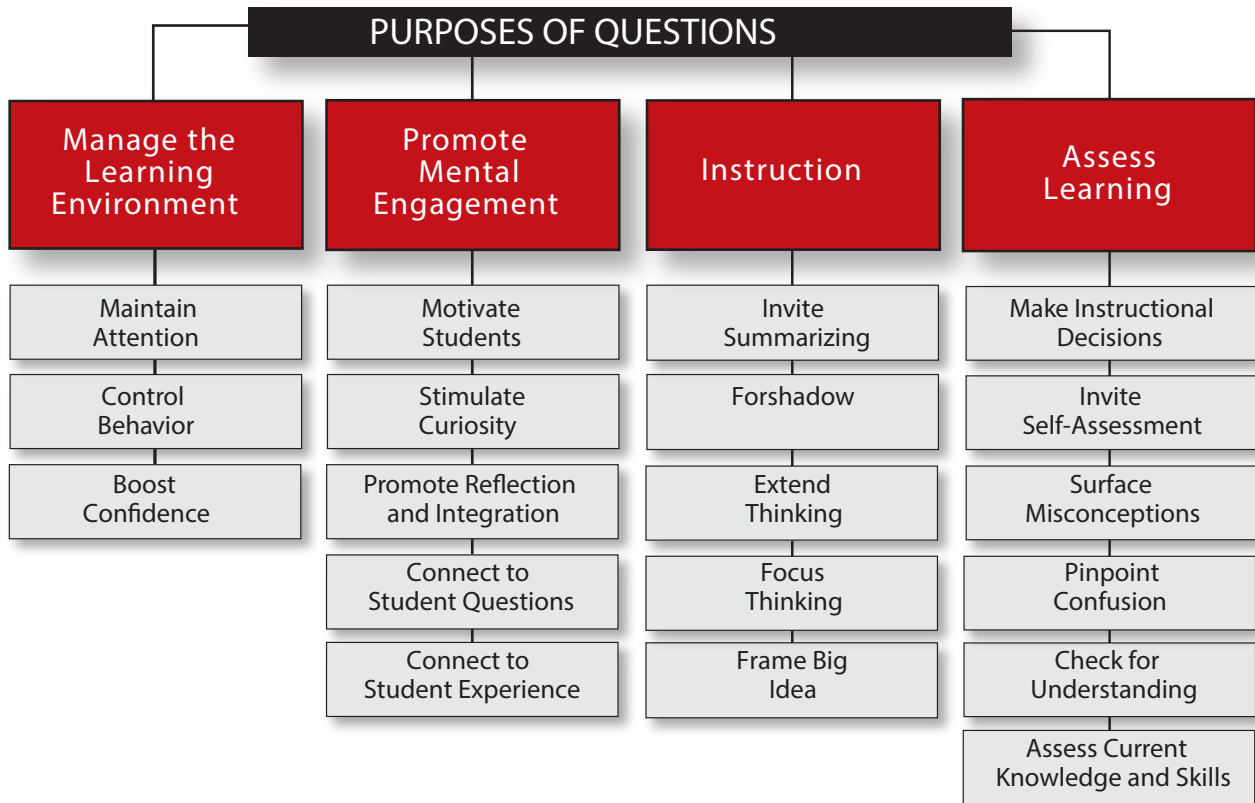 PURPOSES OF QUESTIONS
Manage the
Learning
Environment
Maintain
Attention
Control
Behavior
Boost
Confidence
Promote
Mental
Engagement
Motivate
Students
Stimulate
Curiosity
Promote Reflection
and Integration
Connect to
Student Questions
Connect to
Student Experience
Instruction
Invite
Summarizing
Forshadow
Extend
Thinking
Focus
Thinking
Frame Big
Idea
Assess
Learning
Make Instructional
Decisions
Invite
Self-Assessment
Surface
Misconceptions
Pinpoint
Confusion
Check for
Understanding
Assess Current
Knowledge and Skills